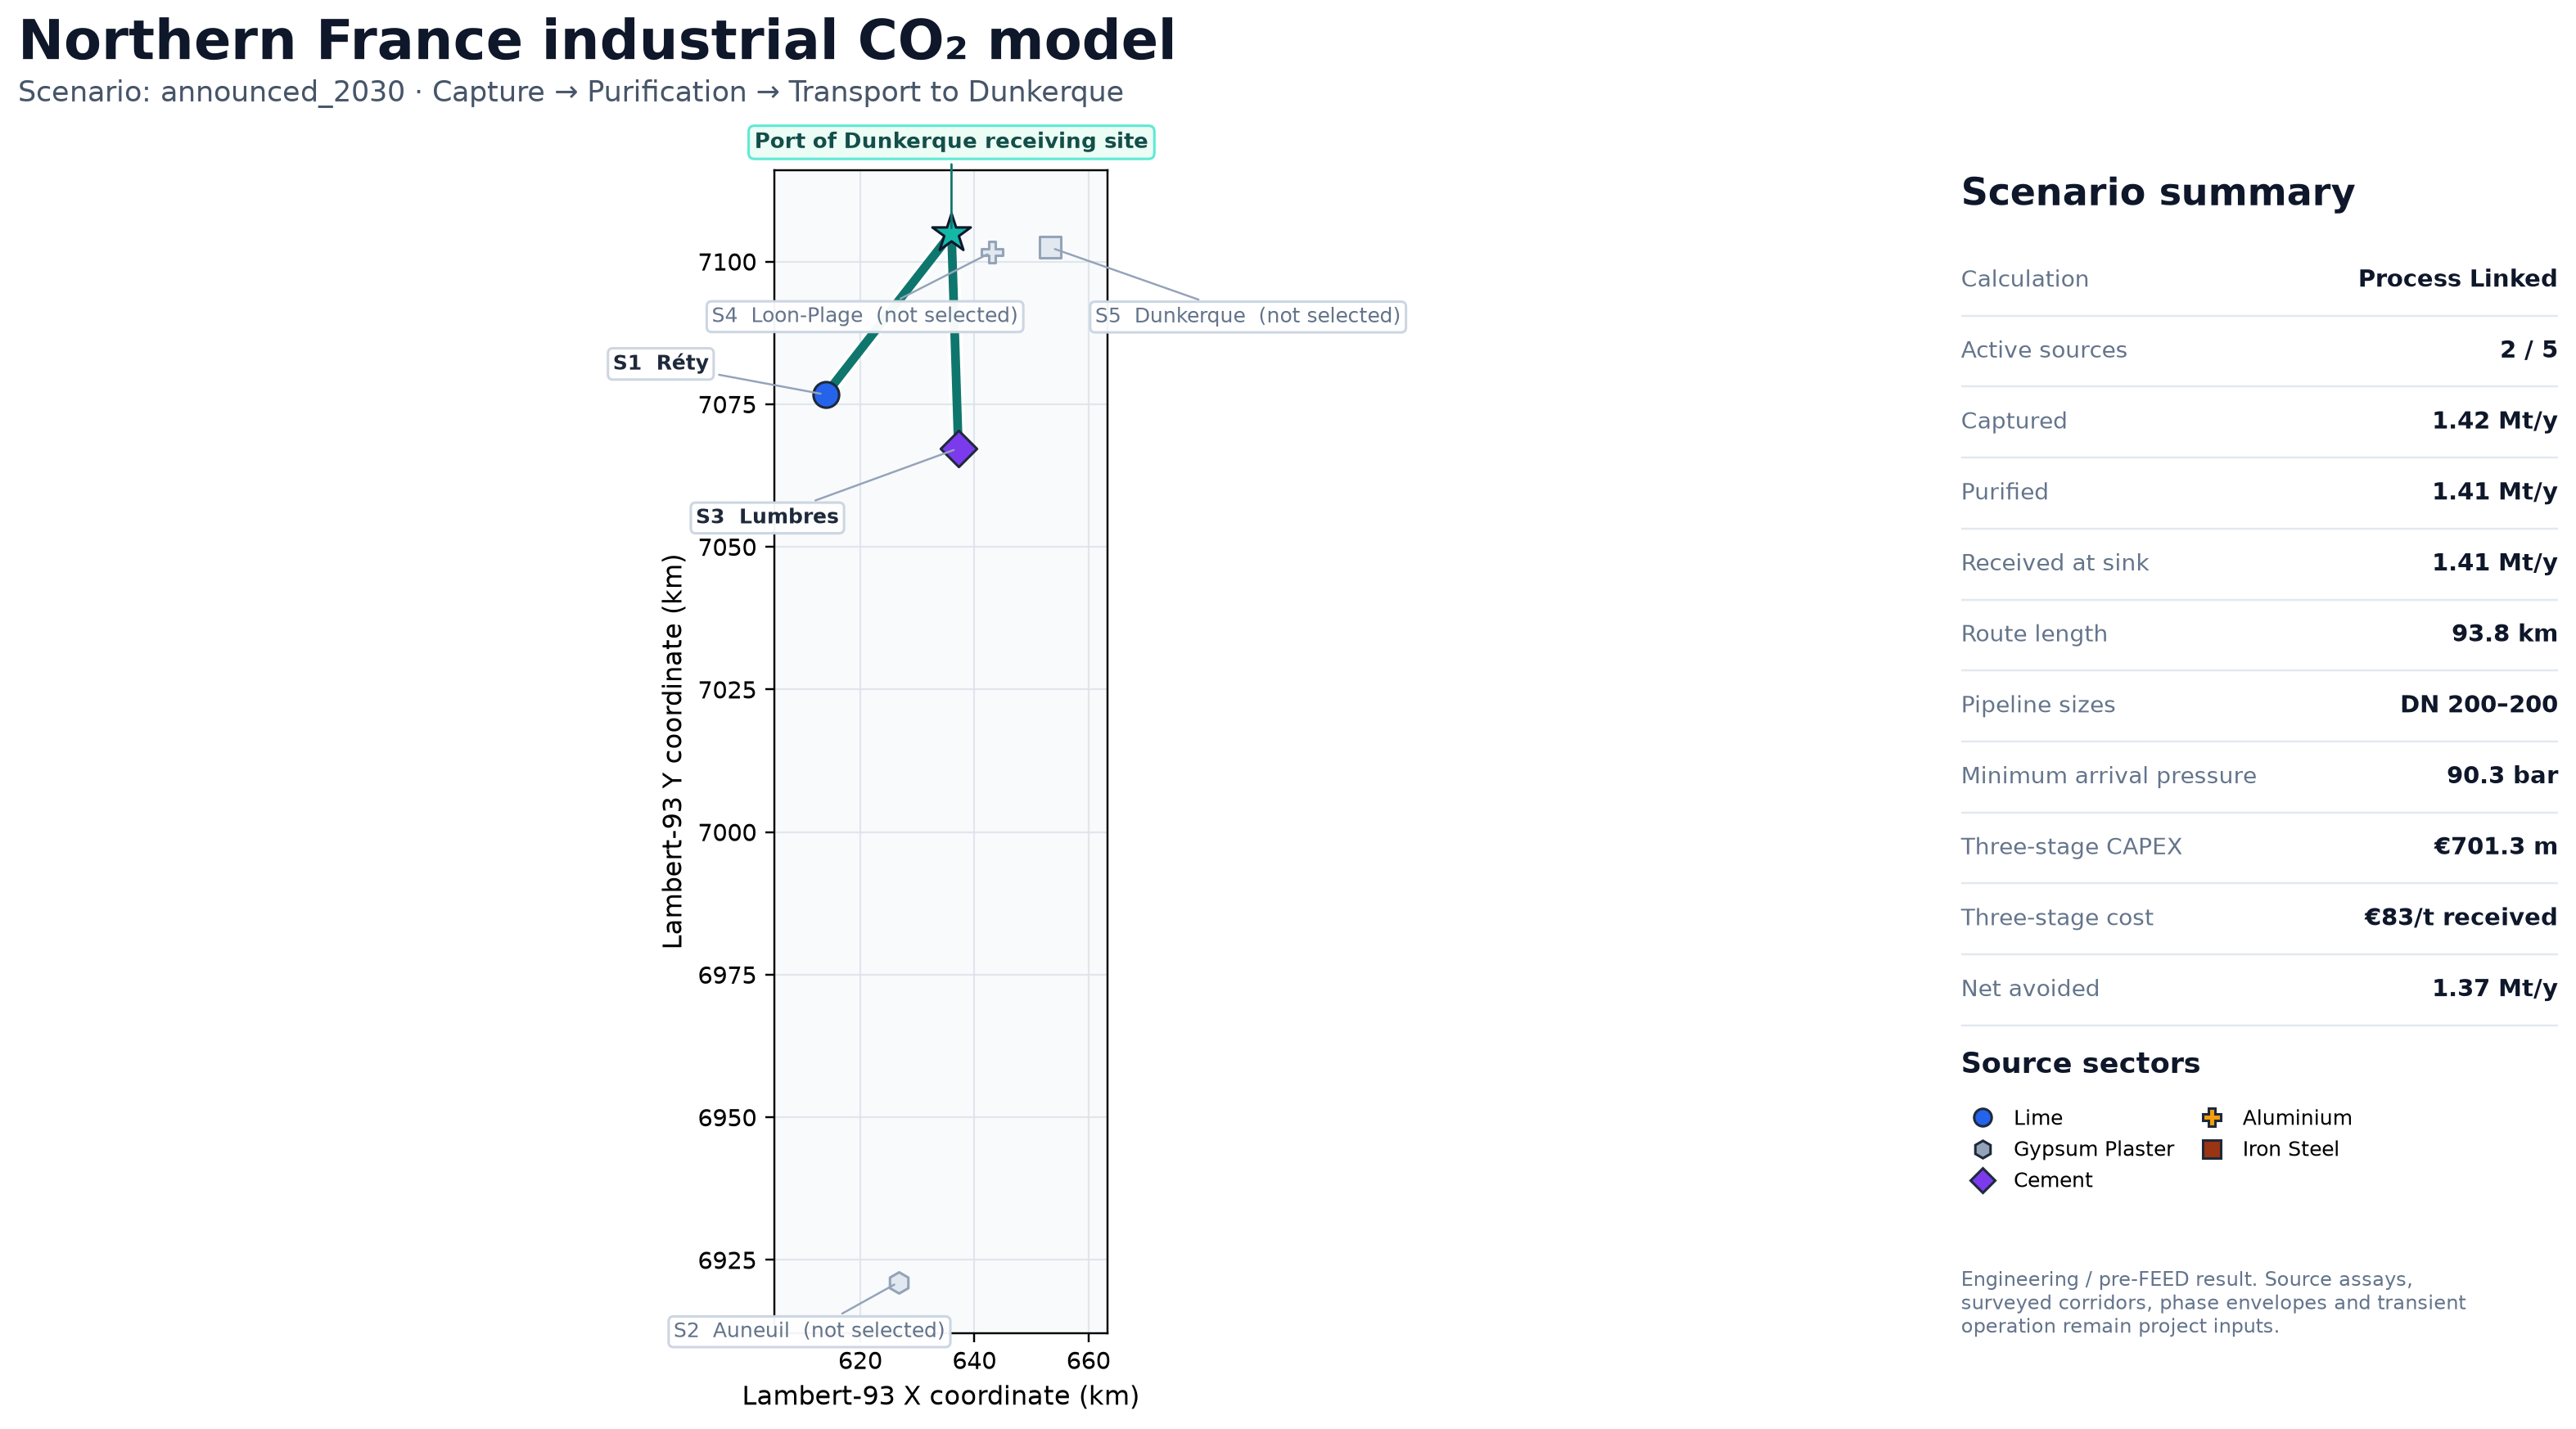 Northern France industrial CO₂ model
Scenario: announced_2030 · Capture → Purification → Transport to Dunkerque
Port of Dunkerque receiving site
S4  Loon-Plage  (not selected)
S5  Dunkerque  (not selected)
S1  Réty
S3  Lumbres
S2  Auneuil  (not selected)
7100
7075
7050
7025
7000
6975
6950
6925
Lambert-93 Y coordinate (km)
620 640 660
Lambert-93 X coordinate (km)
Scenario summary
Calculation Process Linked
Active sources 2 / 5
Captured 1.42 Mt/y
Purified 1.41 Mt/y
Received at sink 1.41 Mt/y
Route length 93.8 km
Pipeline sizes DN 200–200
Minimum arrival pressure 90.3 bar
Three-stage CAPEX €701.3 m
Three-stage cost €83/t received
Net avoided 1.37 Mt/y
Source sectors
Lime Aluminium
Gypsum Plaster Iron Steel
Cement
Engineering / pre-FEED result. Source assays,
surveyed corridors, phase envelopes and transient
operation remain project inputs.